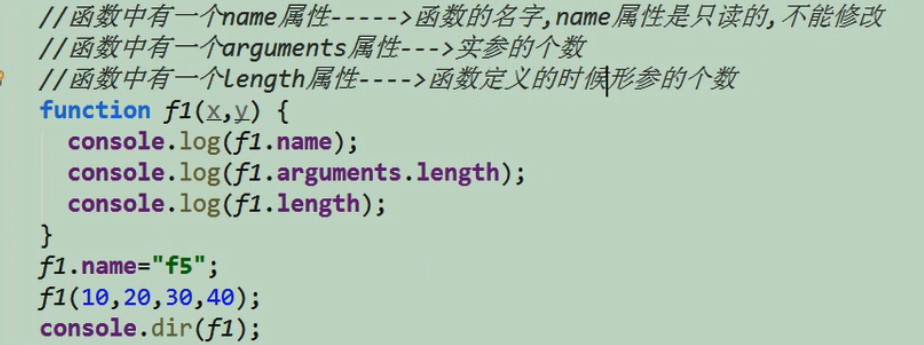 //函数中有一个name属性----->函数的名字,name属性是只读的,不能修改
//函数中有一个arguments属性--->实参的个数
//函数中有一个length属性---->函数定义的时候形参的个数
function f1(x,y) {
  console.log(f1.name);
  console.log(f1.arguments.length);
  console.log(f1.length);
}
f1.name="f5";
f1(10,20,30,40);
console.dir(f1);